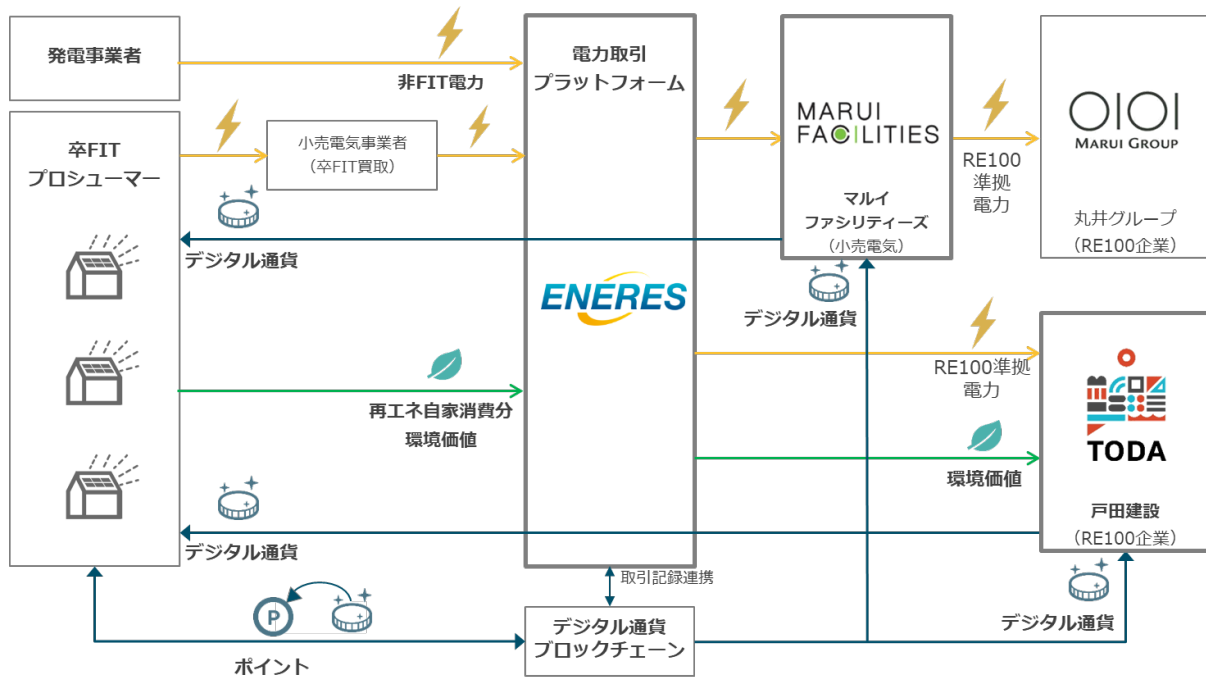 発電事業者
非FIT電力
電力取引
プラットフォーム
卒FIT
プロシューマー
小売電気事業者
（卒FIT買取）
デジタル通貨
ENERES
MARUI
FACILITIES
マルイ
ファシリティーズ
（小売電気）
RE100
準拠
電力
OIOI
MARUI GROUP
丸井グループ
（RE100企業）
デジタル通貨
RE100準拠
電力
再エネ自家消費分
環境価値
環境価値
TODA
戸田建設
（RE100企業）
デジタル通貨
取引記録連携
P
ポイント
デジタル通貨
ブロックチェーン
デジタル通貨